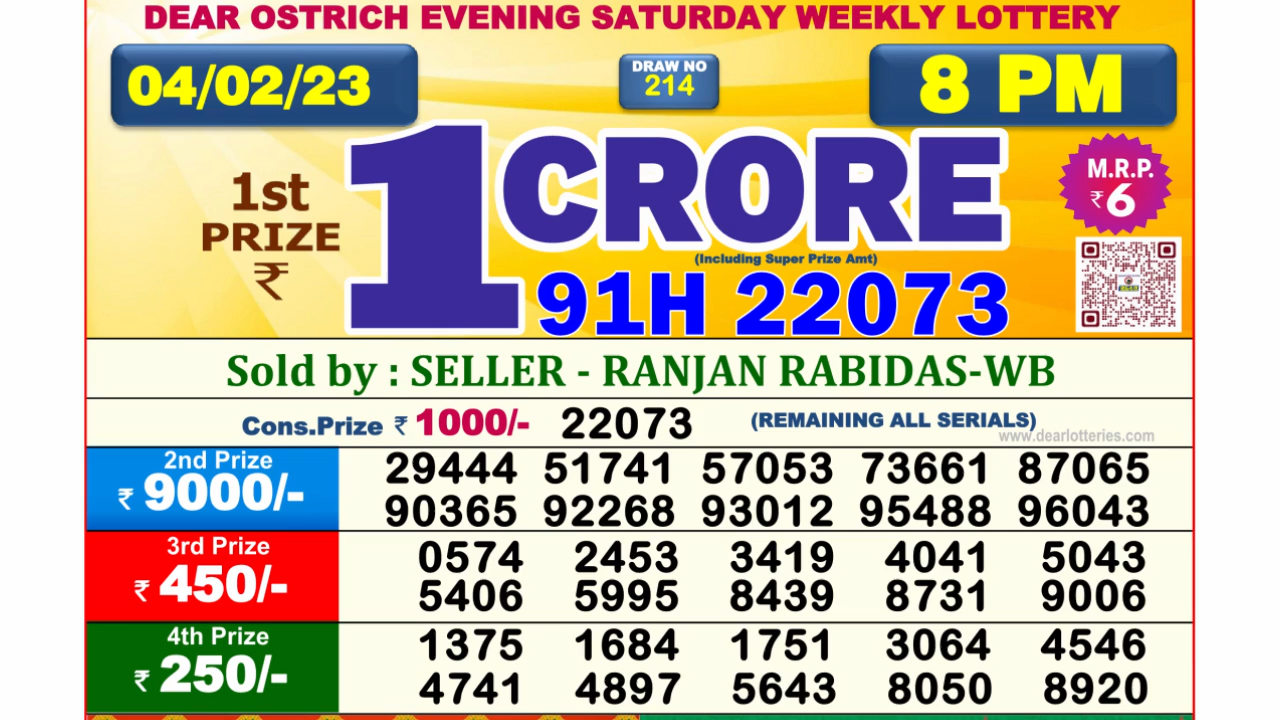 DEAR OSTRICH EVENING SATURDAY WEEKLY LOTTERY
04/02/23
DRAW NO
214
8 PM
1st
PRIZE
₹
1 CRORE
(Including Super Prize Amt)
91H 22073
M.R.P.
₹ 6
Sold by : SELLER - RANJAN RABIDAS-WB
Cons.Prize ₹ 1000/- 22073 (REMAINING ALL SERIALS)
www.dearlotteries.com
2nd Prize
₹ 9000/-
29444 51741 57053 73661 87065
90365 92268 93012 95488 96043
3rd Prize
₹ 450/-
0574 2453 3419 4041 5043
5406 5995 8439 8731 9006
4th Prize
₹ 250/-
1375 1684 1751 3064 4546
4741 4897 5643 8050 8920